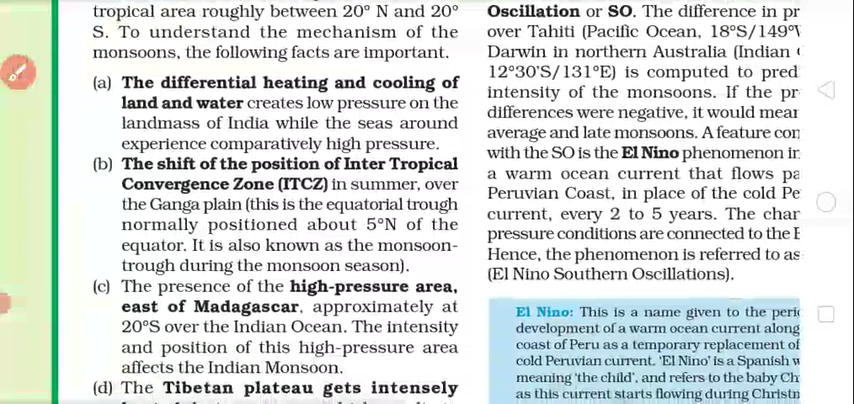 tropical area roughly between 20° N and 20°
S. To understand the mechanism of the
monsoons, the following facts are important.
(a) The differential heating and cooling of
land and water creates low pressure on the
landmass of India while the seas around
experience comparatively high pressure.
(b) The shift of the position of Inter Tropical
Convergence Zone (ITCZ) in summer, over
the Ganga plain (this is the equatorial trough
normally positioned about 5°N of the
equator. It is also known as the monsoon-
trough during the monsoon season).
(c) The presence of the high-pressure area,
east of Madagascar, approximately at
20°S over the Indian Ocean. The intensity
and position of this high-pressure area
affects the Indian Monsoon.
(d) The Tibetan plateau gets intensely
Oscillation or SO. The difference in
over Tahiti (Pacific Ocean, 18°S/149°
Darwin in northern Australia (Indian
12°30'S/131°E) is computed to
intensity of the monsoons. If the
differences were negative, it would
average and late monsoons. A feature
with the SO is the El Nino phenomenon
a warm ocean current that flows
Peruvian Coast, in place of the cold
current, every 2 to 5 years. The
pressure conditions are connected to the
Hence, the phenomenon is referred to as
(El Nino Southern Oscillations).
El Nino: This is a name given to the
development of a warm ocean current along
coast of Peru as a temporary replacement of
cold Peruvian current. 'El Nino' is a Spanish
meaning 'the child', and refers to the baby
as this current starts flowing during